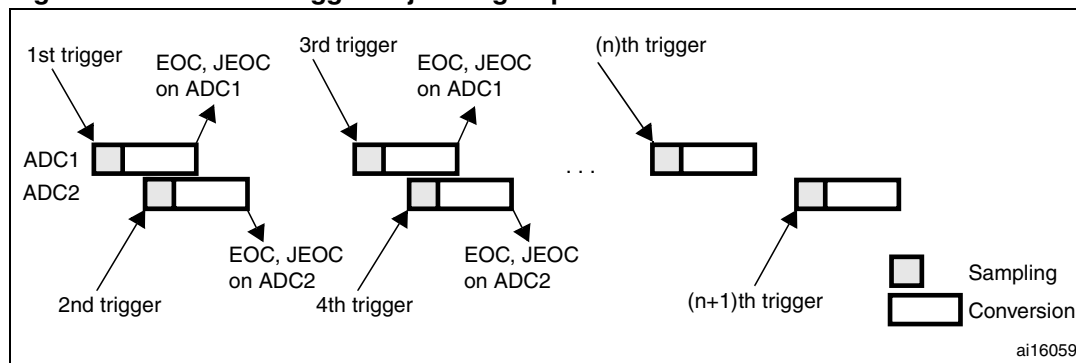 1st trigger
EOC, JEOC
on ADC1
3rd trigger
EOC, JEOC
on ADC1
(n)th trigger
ADC1
ADC2
. . .
EOC, JEOC
on ADC2
EOC, JEOC
on ADC2
2nd trigger
4th trigger
(n+1)th trigger
Sampling
Conversion
ai16059